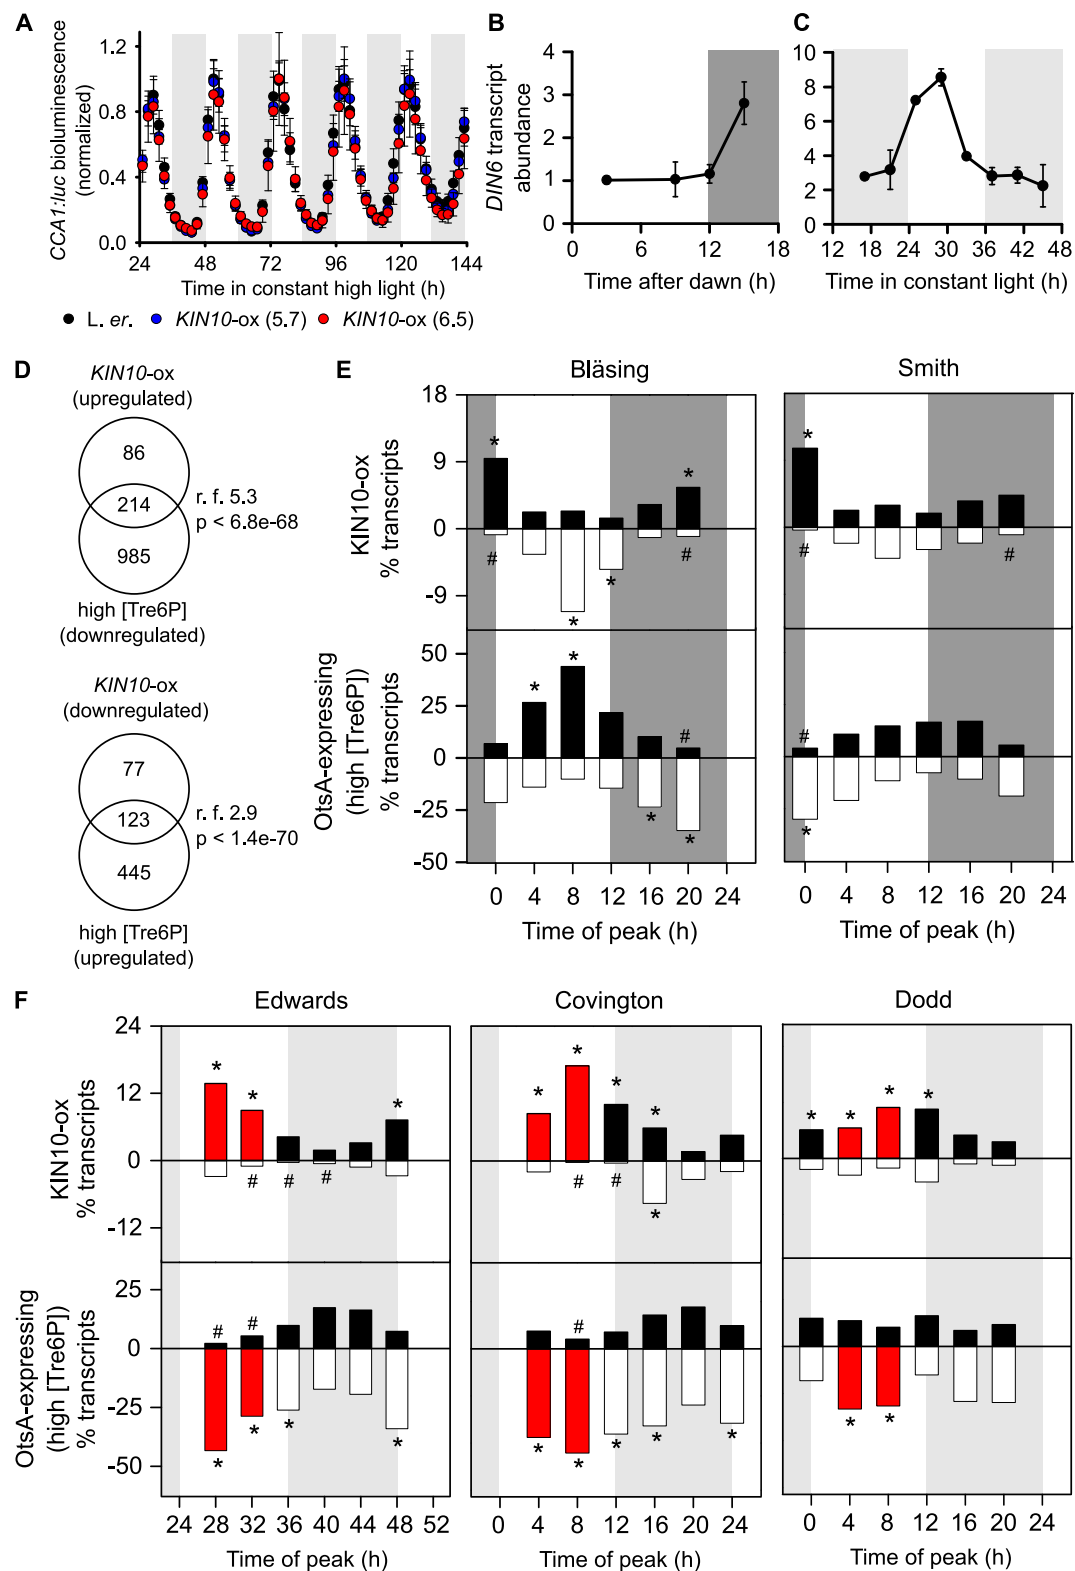 A
CCA1:luc bioluminescence
(normalized)
1.2
0.8
0.4
0.0
24 48 72 96 120 144
Time in constant high light (h)
L. er. KIN10-ox (5.7) KIN10-ox (6.5)
B
DIN6 transcript
abundance
4
3
2
1
0
0 6 12 18
Time after dawn (h)
C
10
8
6
4
2
0
12 18 24 30 36 42 48
Time in constant light (h)
D
KIN10-ox
(upregulated)
86
214
985
r. f. 5.3
p < 6.8e-68
high [Tre6P]
(downregulated)
KIN10-ox
(downregulated)
77
123
445
r. f. 2.9
p < 1.4e-70
high [Tre6P]
(upregulated)
E
Bläsing
Smith
KIN10-ox
% transcripts
18
9
0
-9
* # * * * #
* # #
OtsA-expressing
(high [Tre6P])
% transcripts
50
25
0
-25
-50
* * # * *
# *
0 4 8 12 16 20 24
Time of peak (h)
0 4 8 12 16 20 24
Time of peak (h)
F
Edwards
Covington
Dodd
KIN10-ox
% transcripts
24
12
0
-12
* * # # # *
* * # * # * *
* * * *
OtsA-expressing
(high [Tre6P])
% transcripts
25
0
-25
-50
# # * * * *
# * * * * *
* *
24 28 32 36 40 44 48 52
Time of peak (h)
0 4 8 12 16 20 24
Time of peak (h)
0 4 8 12 16 20 24
Time of peak (h)